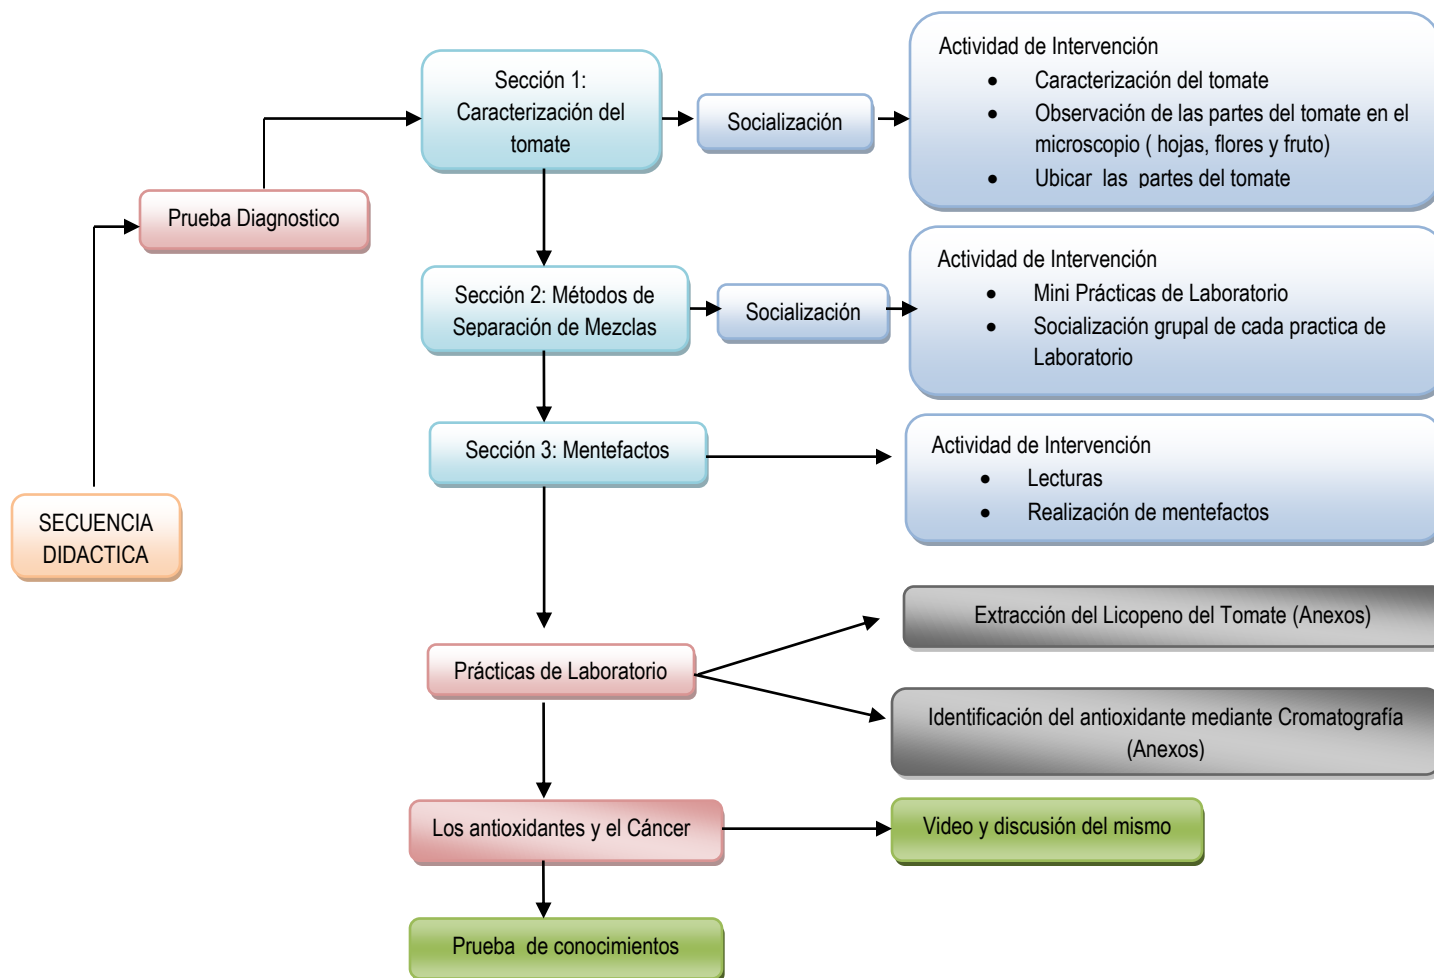 Sección 1:
Caracterización del
tomate
Socialización
Actividad de Intervención
• Caracterización del tomate
• Observación de las partes del tomate en el
microscopio ( hojas, flores y fruto)
• Ubicar las partes del tomate
Prueba Diagnostico
Sección 2: Métodos de
Separación de Mezclas
Socialización
Actividad de Intervención
• Mini Prácticas de Laboratorio
• Socialización grupal de cada practica de
Laboratorio
Sección 3: Mentefactos
Actividad de Intervención
• Lecturas
• Realización de mentefactos
SECUENCIA
DIDACTICA
Extracción del Licopeno del Tomate (Anexos)
Prácticas de Laboratorio
Identificación del antioxidante mediante Cromatografía
(Anexos)
Los antioxidantes y el Cáncer
Video y discusión del mismo
Prueba de conocimientos